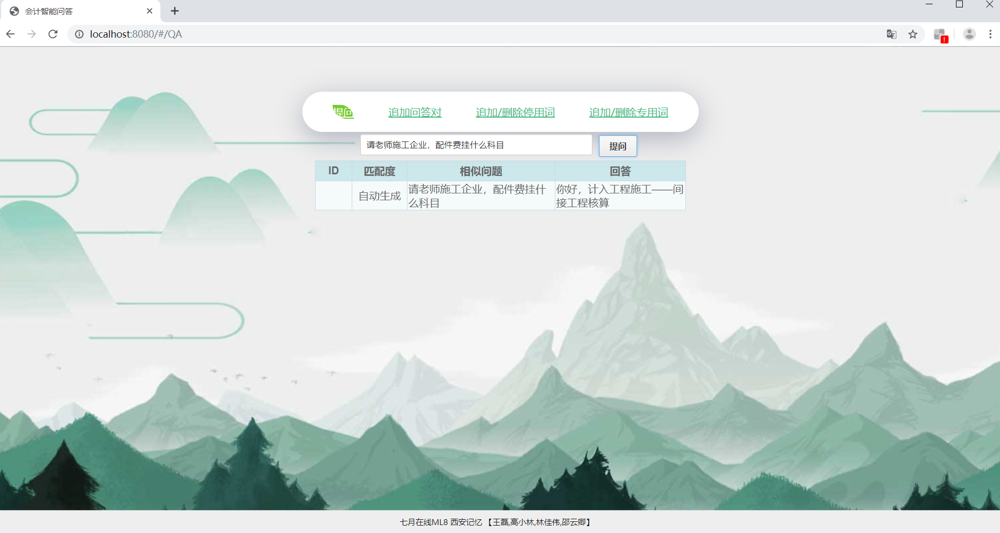 会计智能问答
localhost:8080/#/QA
提问 追加问答对 追加/删除停用词 追加/删除专用词
请老师施工企业，配件费挂什么科目 提问
ID 匹配度 相似问题 回答
自动生成 请老师施工企业，配件费挂什 你好，计入工程施工——间
么科目 接工程核算
七月在线ML8 西安记忆 【王磊,高小林,林佳伟,邵云卿】